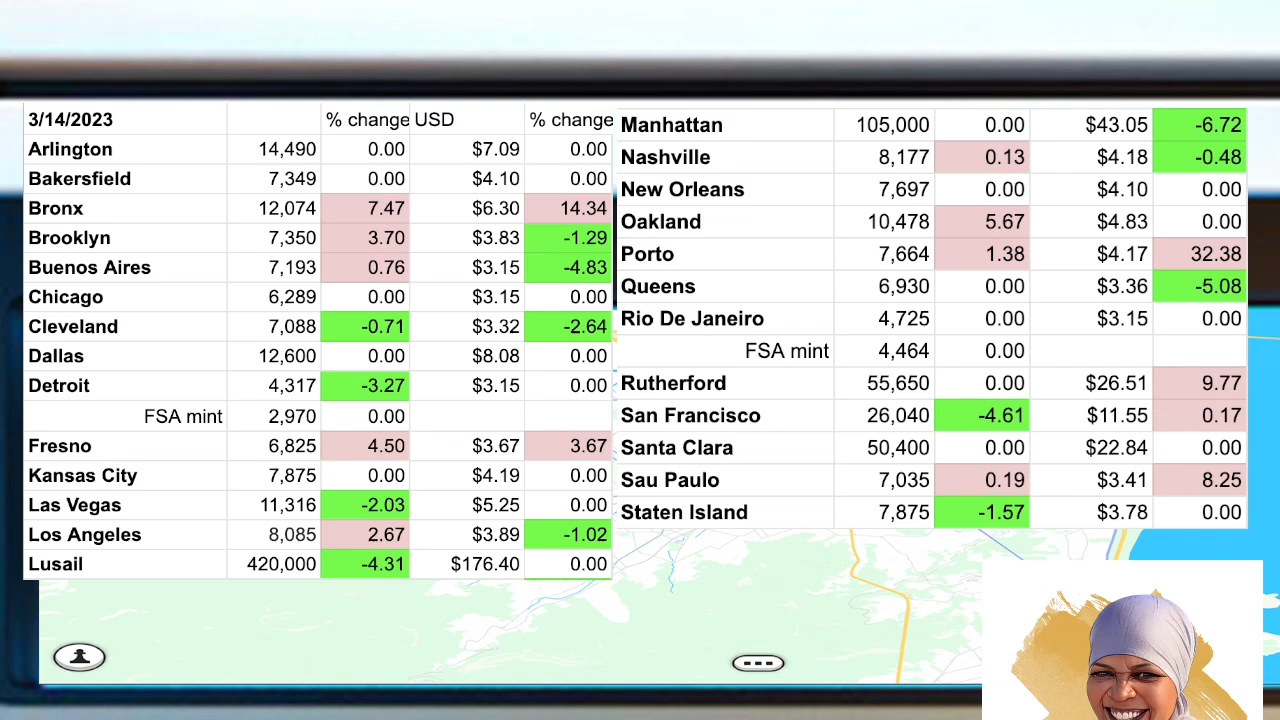 3/14/2023 % change USD % change
Arlington 14,490 0.00 $7.09 0.00
Bakersfield 7,349 0.00 $4.10 0.00
Bronx 12,074 7.47 $6.30 14.34
Brooklyn 7,350 3.70 $3.83 -1.29
Buenos Aires 7,193 0.76 $3.15 -4.83
Chicago 6,289 0.00 $3.15 0.00
Cleveland 7,088 -0.71 $3.32 -2.64
Dallas 12,600 0.00 $8.08 0.00
Detroit 4,317 -3.27 $3.15 0.00
FSA mint 2,970 0.00
Fresno 6,825 4.50 $3.67 3.67
Kansas City 7,875 0.00 $4.19 0.00
Las Vegas 11,316 -2.03 $5.25 0.00
Los Angeles 8,085 2.67 $3.89 -1.02
Lusail 420,000 -4.31 $176.40 0.00
Manhattan 105,000 0.00 $43.05 -6.72
Nashville 8,177 0.13 $4.18 -0.48
New Orleans 7,697 0.00 $4.10 0.00
Oakland 10,478 5.67 $4.83 0.00
Porto 7,664 1.38 $4.17 32.38
Queens 6,930 0.00 $3.36 -5.08
Rio De Janeiro 4,725 0.00 $3.15 0.00
FSA mint 4,464 0.00
Rutherford 55,650 0.00 $26.51 9.77
San Francisco 26,040 -4.61 $11.55 0.17
Santa Clara 50,400 0.00 $22.84 0.00
Sau Paulo 7,035 0.19 $3.41 8.25
Staten Island 7,875 -1.57 $3.78 0.00